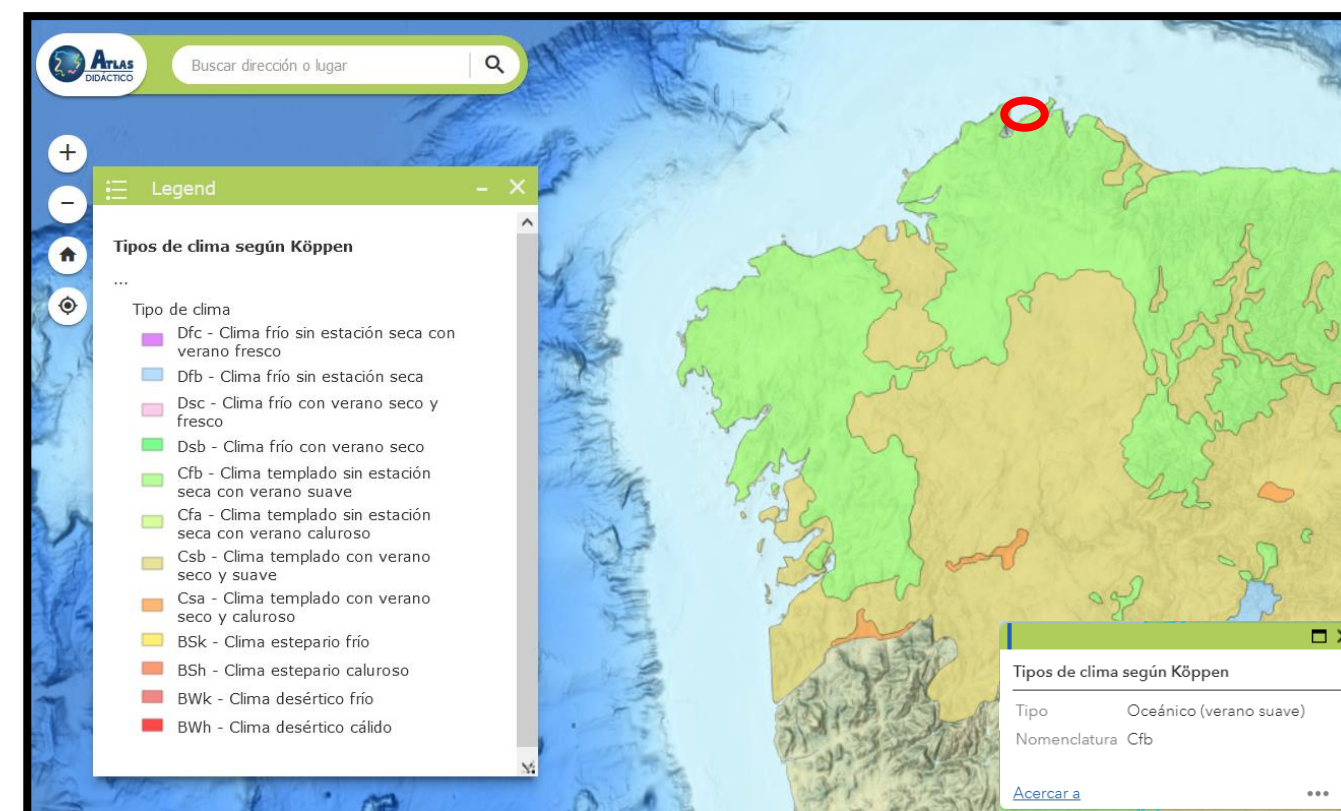 ATLAS
DIDÁCTICO
Buscar dirección o lugar
Legend
Tipos de clima según Köppen
...
Tipo de clima
Dfc - Clima frío sin estación seca con
verano fresco
Dfb - Clima frío sin estación seca
Dsc - Clima frío con verano seco y
fresco
Dsb - Clima frío con verano seco
Cfb - Clima templado sin estación
seca con verano suave
Cfa - Clima templado sin estación
seca con verano caluroso
Csb - Clima templado con verano
seco y suave
Csa - Clima templado con verano
seco y caluroso
BSk - Clima estepario frío
BSh - Clima estepario caluroso
BWk - Clima desértico frío
BWh - Clima desértico cálido
Tipos de clima según Köppen
Tipo Oceánico (verano suave)
Nomenclatura Cfb
Acercar a